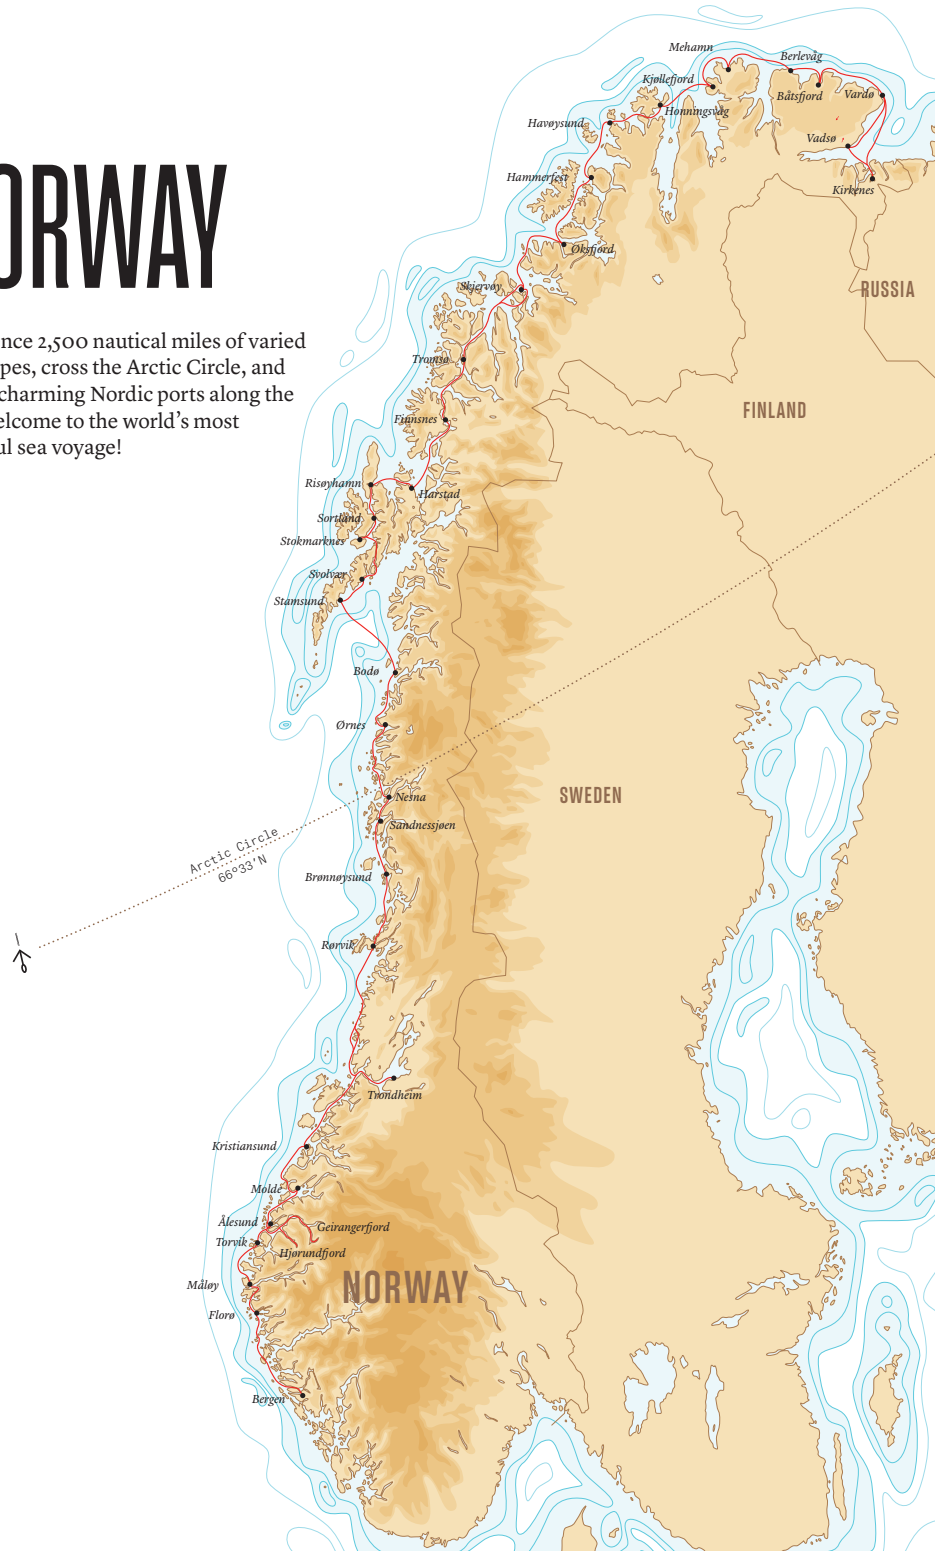 ORWAY
nce 2,500 nautical miles of varied
pes, cross the Arctic Circle, and
charming Nordic ports along the
elcome to the world's most
ul sea voyage!
Mehamn
Berlevåg
Kjøllefjord
Båtsfjord
Vardø
Honningsvåg
Havøysund
Vadsø
Hammerfest
Kirkenes
Øksfjord
RUSSIA
Skjervøy
Tromsø
FINLAND
Finnsnes
Risøyhamn
Harstad
Sortland
Stokmarknes
Svolvær
Stamsund
Bodø
Ørnes
Nesna
SWEDEN
Sandnessjøen
Arctic Circle
66°33'N
Brønnøysund
Rørvik
Trondheim
Kristiansund
Molde
Ålesund
Geirangerfjord
Torvik
Hjørundfjord
Måløy
NORWAY
Florø
Bergen